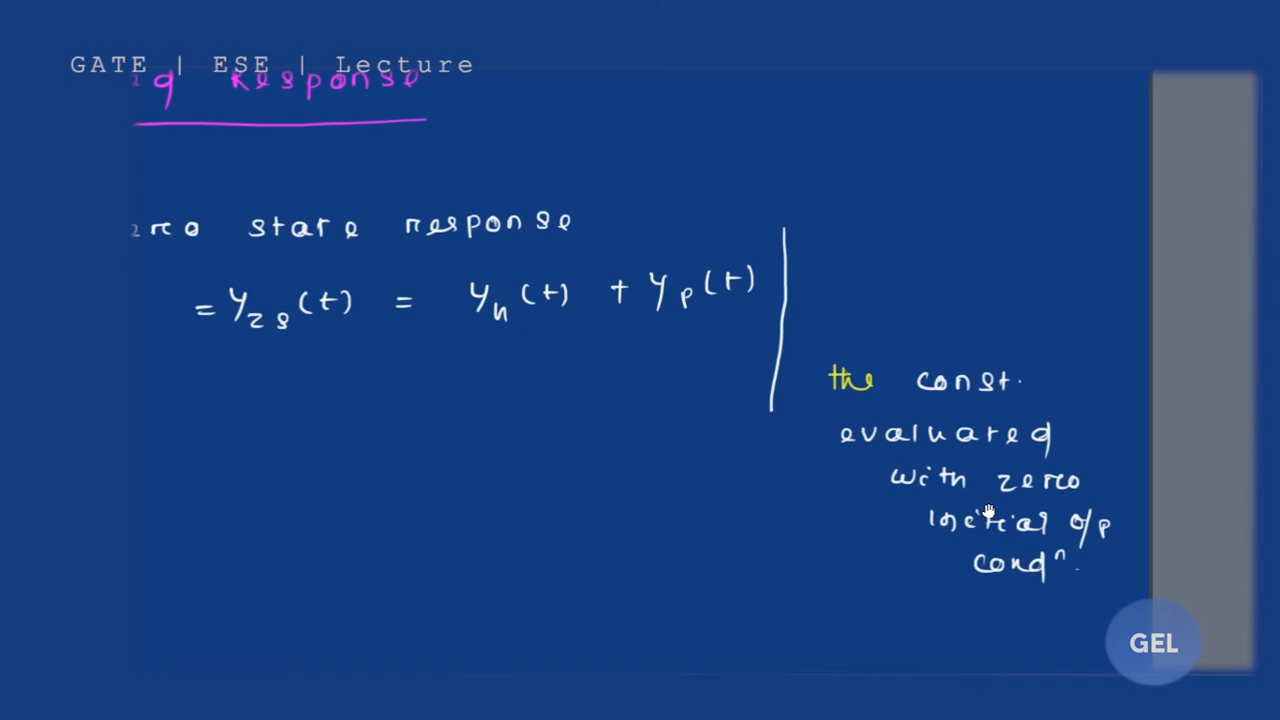 GATE | ESE | Lecture
Response
state response
= y_zs(t) = y_h(t) + y_p(t)
the const.
evaluated
with zero
Initial o/p
condⁿ.
GEL